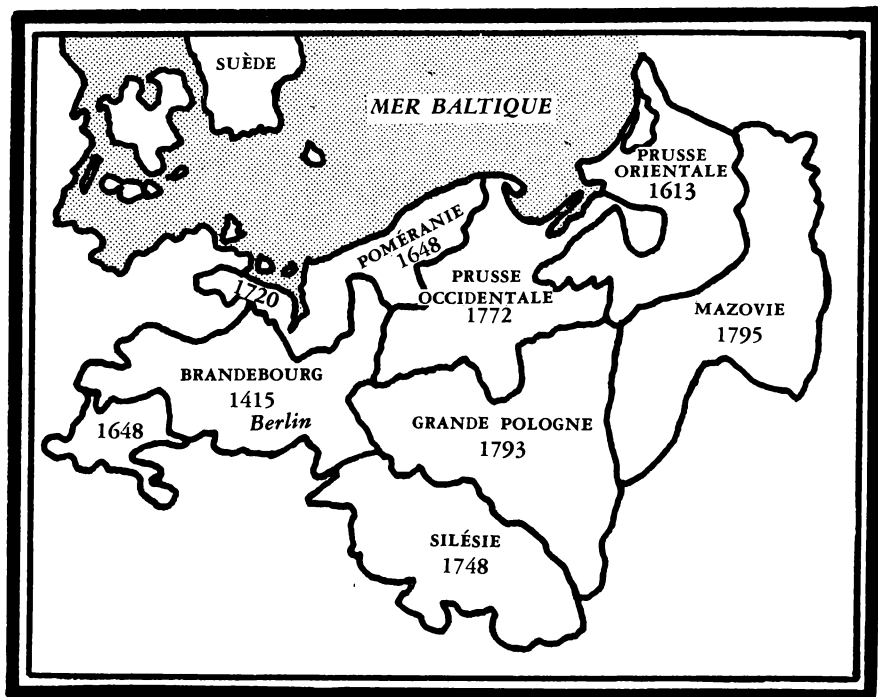 SUÈDE
MER BALTIQUE
PRUSSE
ORIENTALE
1613
POMÉRANIE
1648
1720
PRUSSE
OCCIDENTALE
1772
MAZOVIE
1795
BRANDEBOURG
1415
Berlin
1648
GRANDE POLOGNE
1793
SILÉSIE
1748